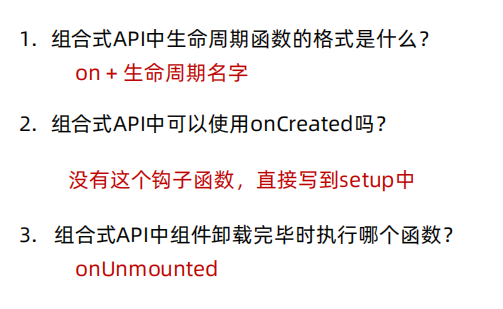 1. 组合式API中生命周期函数的格式是什么？
on + 生命周期名字
2. 组合式API中可以使用onCreated吗？
没有这个钩子函数，直接写到setup中
3. 组合式API中组件卸载完毕时执行哪个函数？
onUnmounted